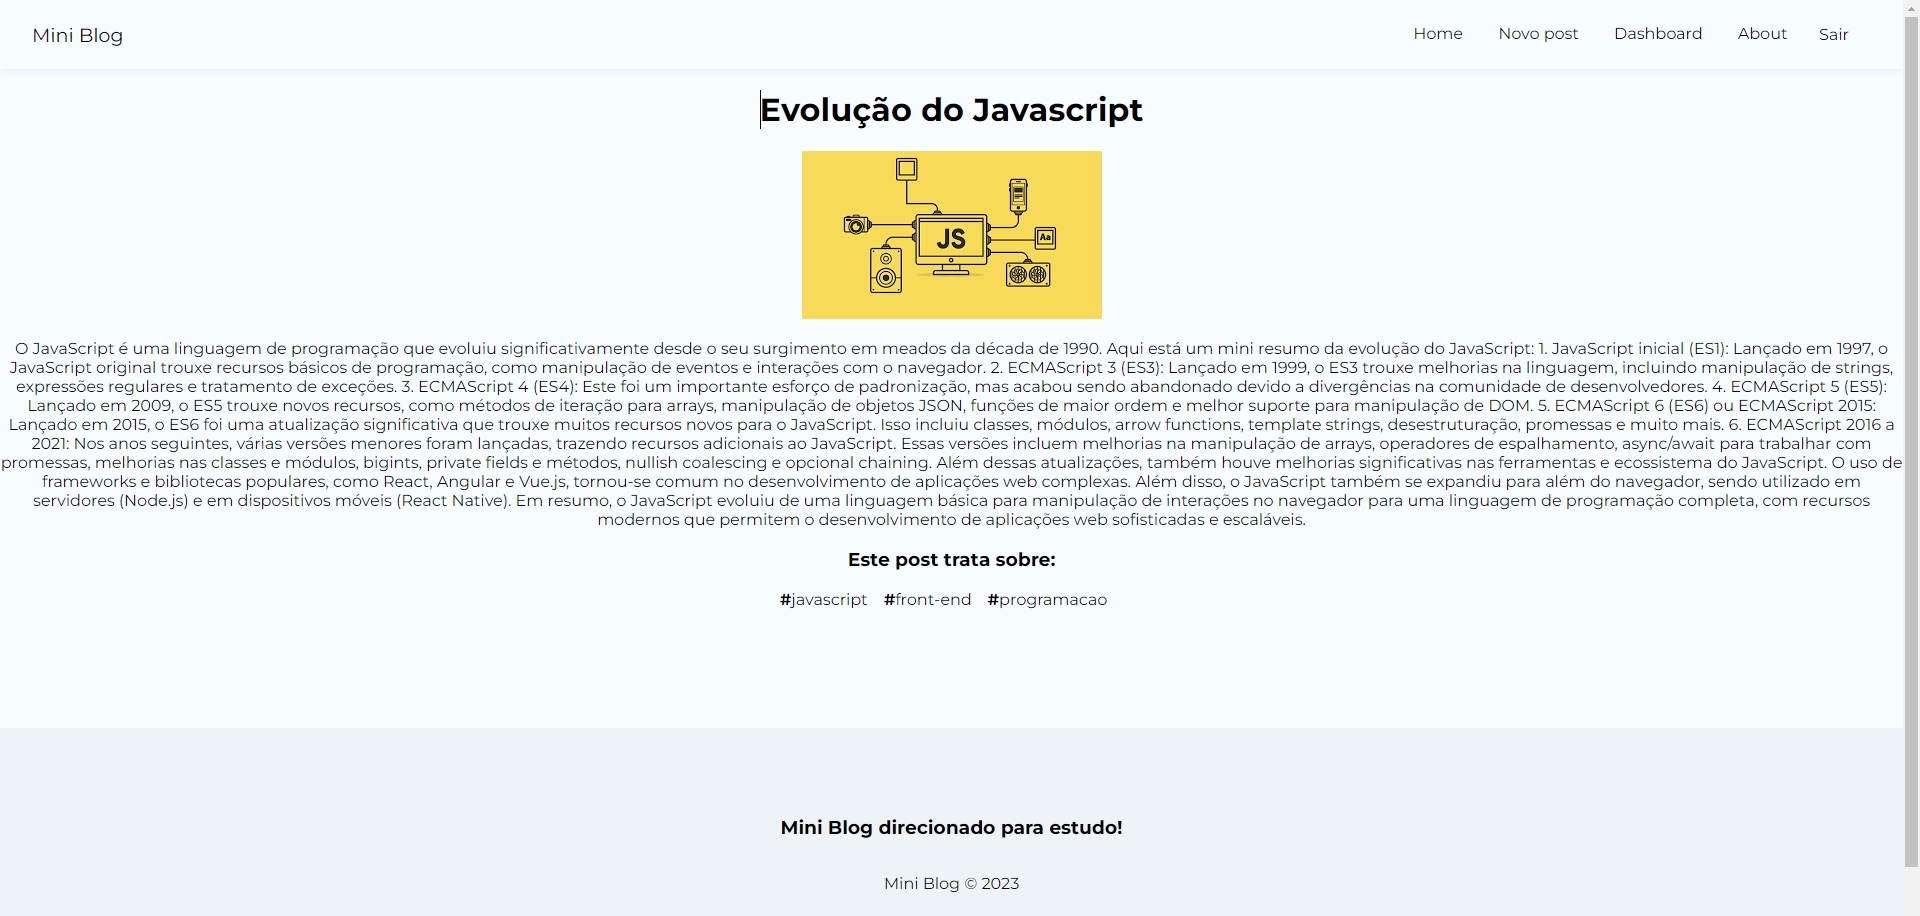 Mini Blog
Home Novo post Dashboard About Sair
Evolução do Javascript
JS
Aa
O JavaScript é uma linguagem de programação que evoluiu significativamente desde o seu surgimento em meados da década de 1990. Aqui está um mini resumo da evolução do JavaScript: 1. JavaScript inicial (ES1): Lançado em 1997, o
JavaScript original trouxe recursos básicos de programação, como manipulação de eventos e interações com o navegador. 2. ECMAScript 3 (ES3): Lançado em 1999, o ES3 trouxe melhorias na linguagem, incluindo manipulação de strings,
expressões regulares e tratamento de exceções. 3. ECMAScript 4 (ES4): Este foi um importante esforço de padronização, mas acabou sendo abandonado devido a divergências na comunidade de desenvolvedores. 4. ECMAScript 5 (ES5):
Lançado em 2009, o ES5 trouxe novos recursos, como métodos de iteração para arrays, manipulação de objetos JSON, funções de maior ordem e melhor suporte para manipulação de DOM. 5. ECMAScript 6 (ES6) ou ECMAScript 2015:
Lançado em 2015, o ES6 foi uma atualização significativa que trouxe muitos recursos novos para o JavaScript. Isso incluiu classes, módulos, arrow functions, template strings, desestruturação, promessas e muito mais. 6. ECMAScript 2016 a
2021: Nos anos seguintes, várias versões menores foram lançadas, trazendo recursos adicionais ao JavaScript. Essas versões incluem melhorias na manipulação de arrays, operadores de espalhamento, async/await para trabalhar com
promessas, melhorias nas classes e módulos, bigints, private fields e métodos, nullish coalescing e opcional chaining. Além dessas atualizações, também houve melhorias significativas nas ferramentas e ecossistema do JavaScript. O uso de
frameworks e bibliotecas populares, como React, Angular e Vue.js, tornou-se comum no desenvolvimento de aplicações web complexas. Além disso, o JavaScript também se expandiu para além do navegador, sendo utilizado em
servidores (Node.js) e em dispositivos móveis (React Native). Em resumo, o JavaScript evoluiu de uma linguagem básica para manipulação de interações no navegador para uma linguagem de programação completa, com recursos
modernos que permitem o desenvolvimento de aplicações web sofisticadas e escaláveis.
Este post trata sobre:
#javascript #front-end #programacao
Mini Blog direcionado para estudo!
Mini Blog © 2023